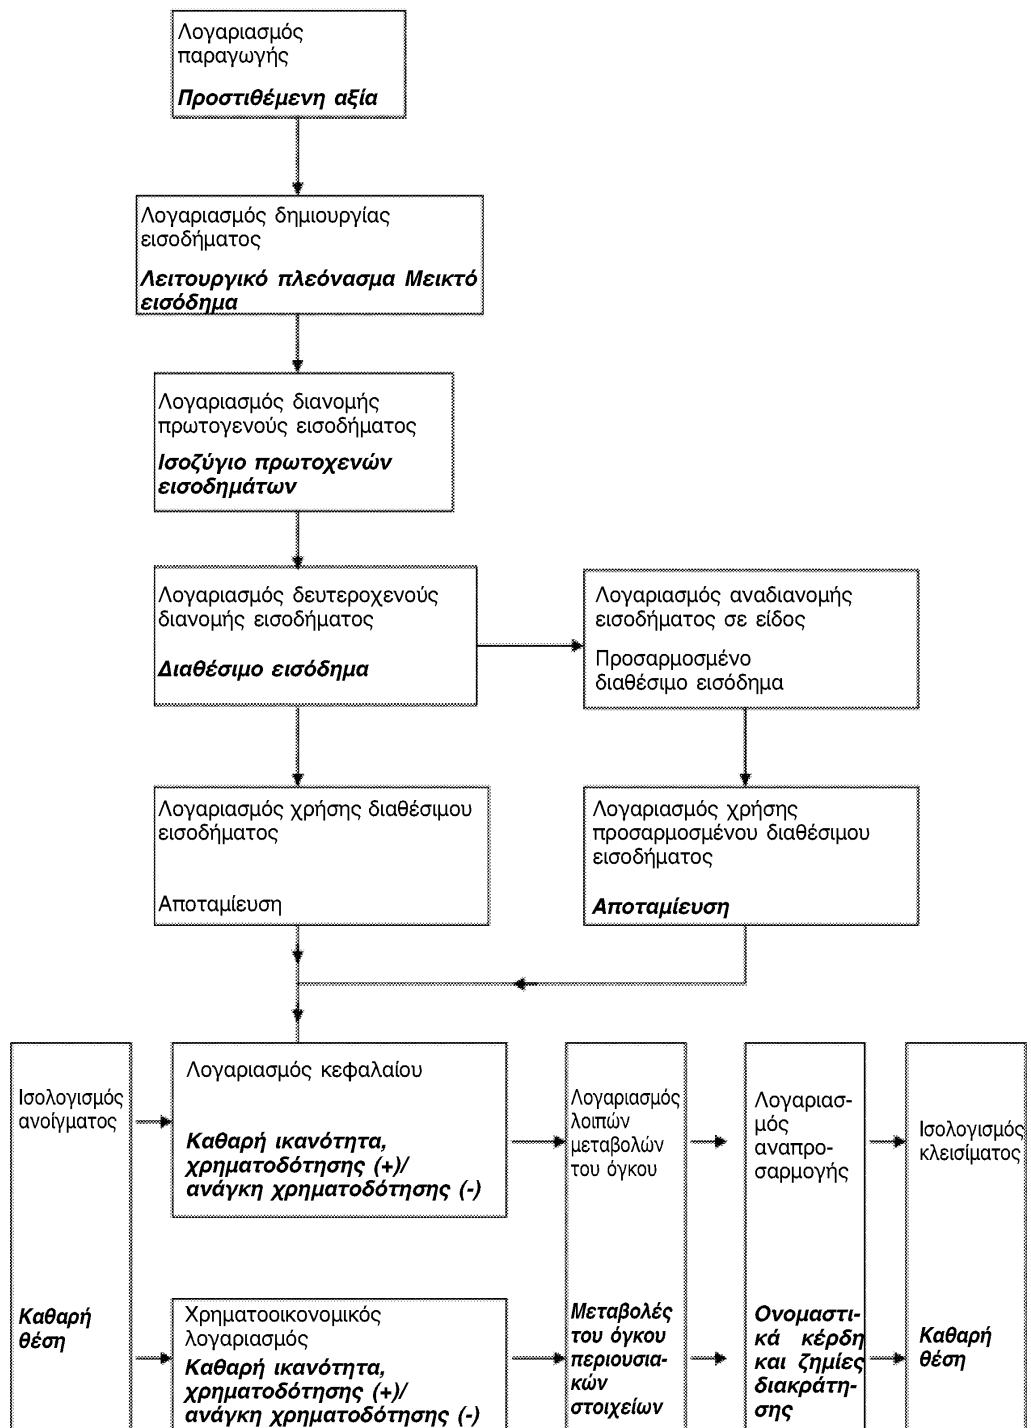 Λογαριασμός
παραγωγής
Προστιθέμενη αξία
Λογαριασμός δημιουργίας
εισοδήματος
Λειτουργικό πλεόνασμα Μεικτό
εισόδημα
Λογαριασμός διανομής
πρωτογενούς εισοδήματος
Ισοζύγιο πρωτοχενών
εισοδημάτων
Λογαριασμός δευτεροχενούς
διανομής εισοδήματος
Διαθέσιμο εισόδημα
Λογαριασμός αναδιανομής
εισοδήματος σε είδος
Προσαρμοσμένο
διαθέσιμο εισόδημα
Λογαριασμός χρήσης διαθέσιμου
εισοδήματος
Αποταμίευση
Λογαριασμός χρήσης
προσαρμοσμένου διαθέσιμου
εισοδήματος
Αποταμίευση
Ισολογισμός
ανοίγματος
Καθαρή
θέση
Λογαριασμός κεφαλαίου
Καθαρή ικανότητα,
χρηματοδότησης (+)/
ανάγκη χρηματοδότησης (-)
Χρηματοοικονομικός
λογαριασμός
Καθαρή ικανότητα,
χρηματοδότησης (+)/
ανάγκη χρηματοδότησης (-)
Λογαριασμός
λοιπών
μεταβολών
του όγκου
Μεταβολές
του όγκου
περιουσια-
κών
στοιχείων
Λογαριασ-
μός
αναπρο-
σαρμογής
Ονομαστι-
κά κέρδη
και ζημίες
διακράτη-
σης
Ισολογισμός
κλεισίματος
Καθαρή
θέση